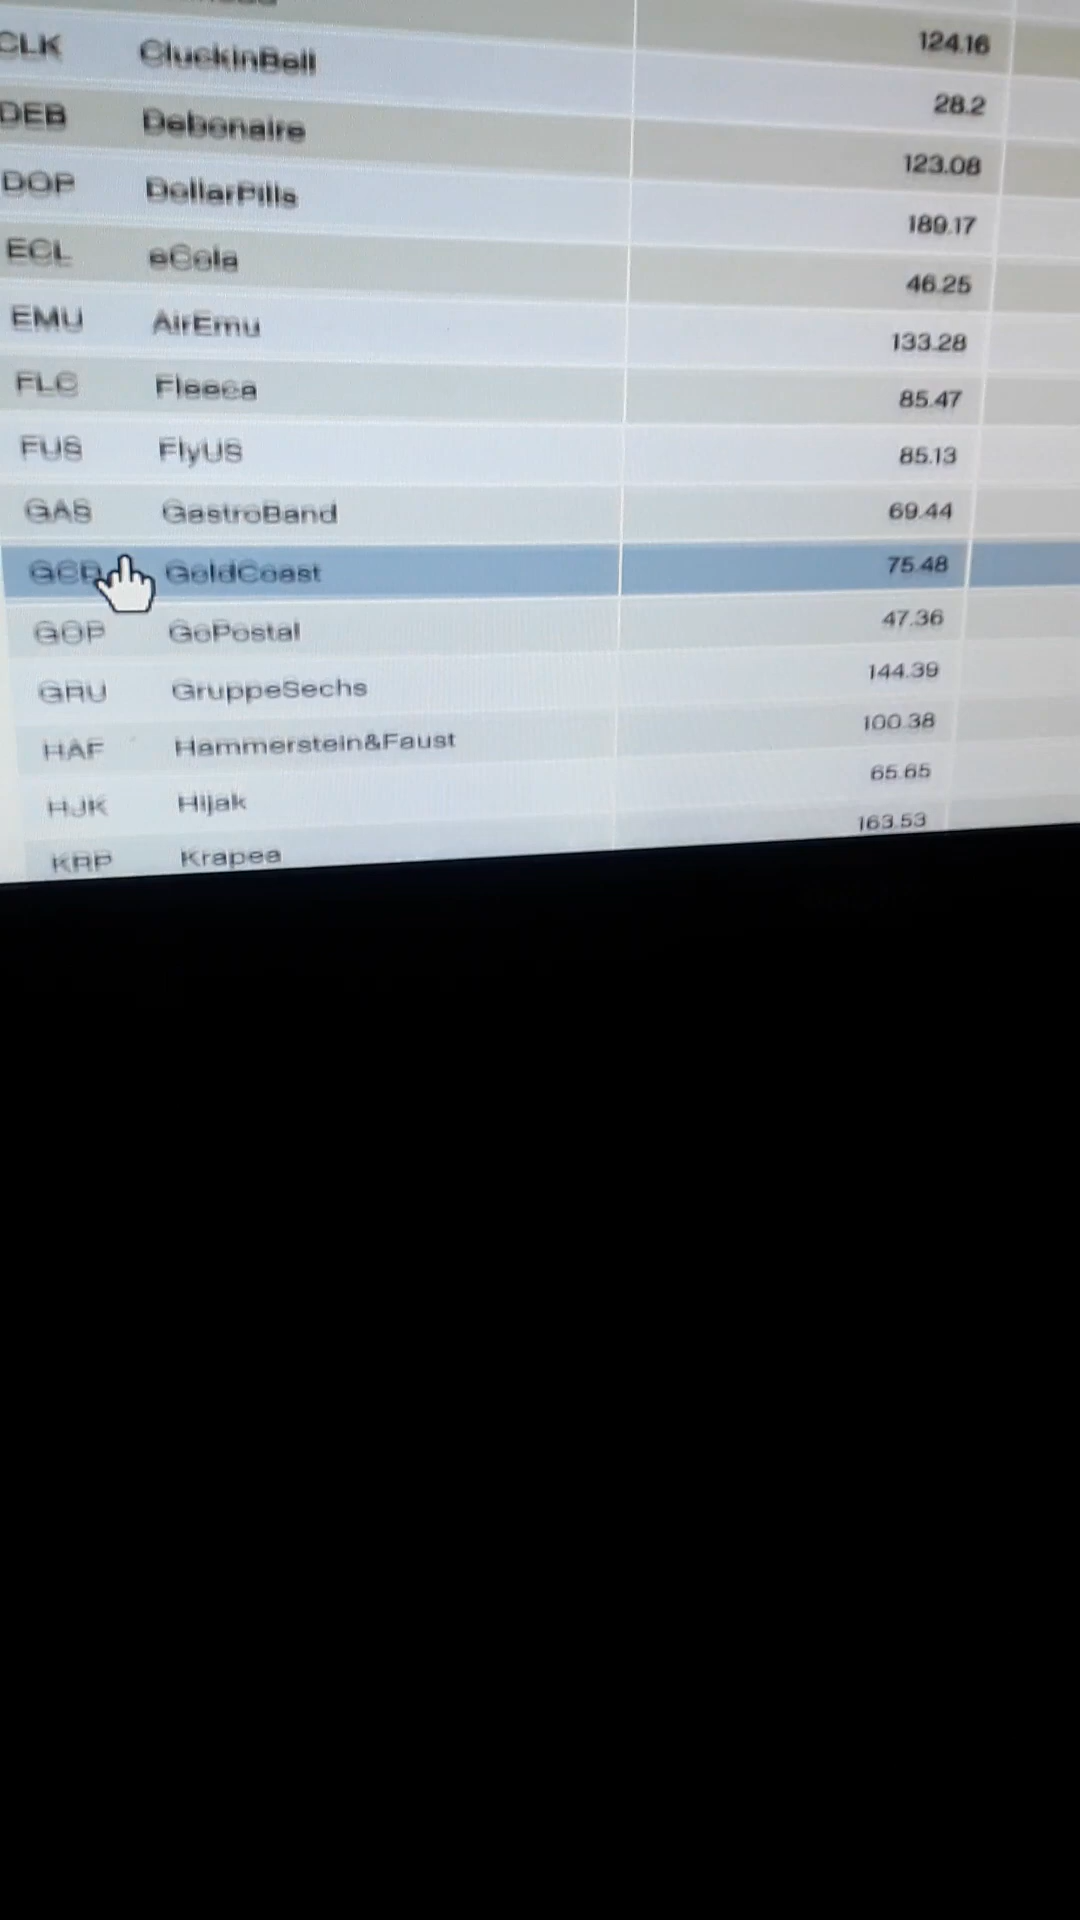 124.16
CLK CluckinBell 28.2
DEB Debonaire 123.08
DOP DollarPills 189.17
ECL eCola 46.25
EMU AirEmu 133.28
FLC Fleeca 85.47
FUS FlyUS 85.13
GAS GastroBand 69.44
GoldCoast 75.48
GOP GoPostal 47.36
GRU GruppeSechs 144.39
HAF Hammerstein&Faust 100.38
HJK Hijak 65.65
KRP Krapea 163.53